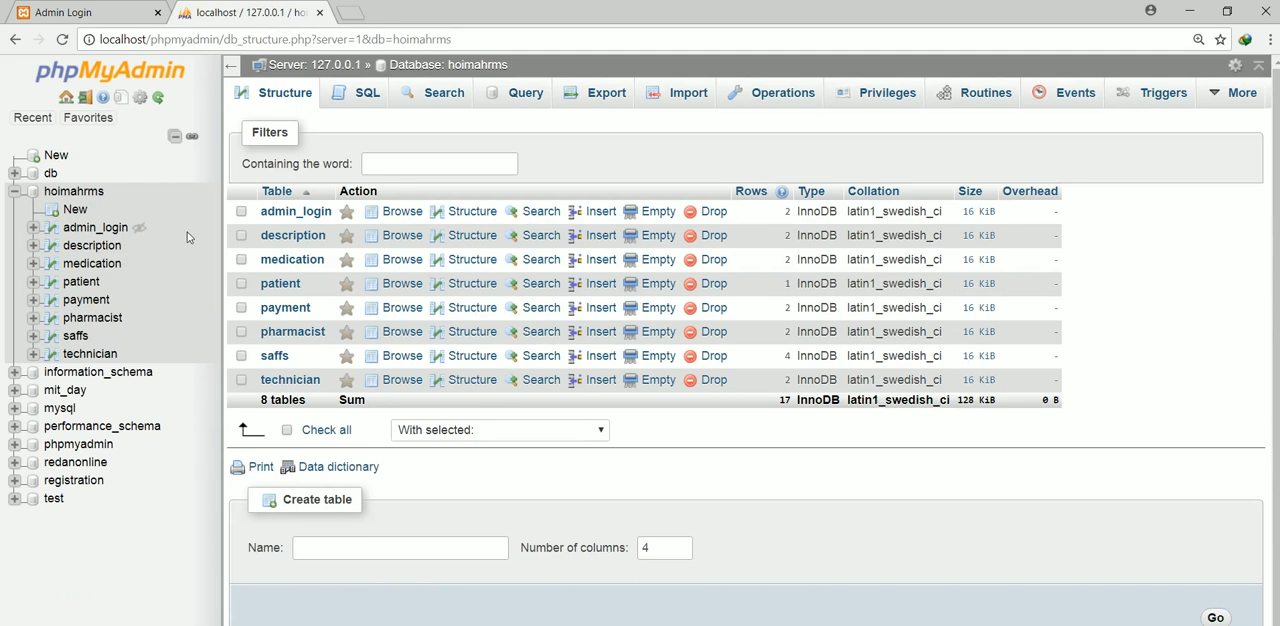 Admin Login
localhost / 127.0.0.1 / ho
localhost/phpmyadmin/db_structure.php?server=1&db=hoimahrms
phpMyAdmin
Recent Favorites
New
db
hoimahrms
New
admin_login
description
medication
patient
payment
pharmacist
saffs
technician
information_schema
mit_day
mysql
performance_schema
phpmyadmin
redanonline
registration
test
Server: 127.0.0.1 » Database: hoimahrms
Structure SQL Search Query Export Import Operations Privileges Routines Events Triggers More
Filters
Containing the word:
Table Action Rows Type Collation Size Overhead
admin_login Browse Structure Search Insert Empty Drop 2 InnoDB latin1_swedish_ci 16 KiB -
description Browse Structure Search Insert Empty Drop 2 InnoDB latin1_swedish_ci 16 KiB -
medication Browse Structure Search Insert Empty Drop 2 InnoDB latin1_swedish_ci 16 KiB -
patient Browse Structure Search Insert Empty Drop 1 InnoDB latin1_swedish_ci 16 KiB -
payment Browse Structure Search Insert Empty Drop 2 InnoDB latin1_swedish_ci 16 KiB -
pharmacist Browse Structure Search Insert Empty Drop 2 InnoDB latin1_swedish_ci 16 KiB -
saffs Browse Structure Search Insert Empty Drop 4 InnoDB latin1_swedish_ci 16 KiB -
technician Browse Structure Search Insert Empty Drop 2 InnoDB latin1_swedish_ci 16 KiB -
8 tables Sum 17 InnoDB latin1_swedish_ci 128 KiB 0 B
Check all With selected:
Print Data dictionary
Create table
Name: Number of columns: 4
Go